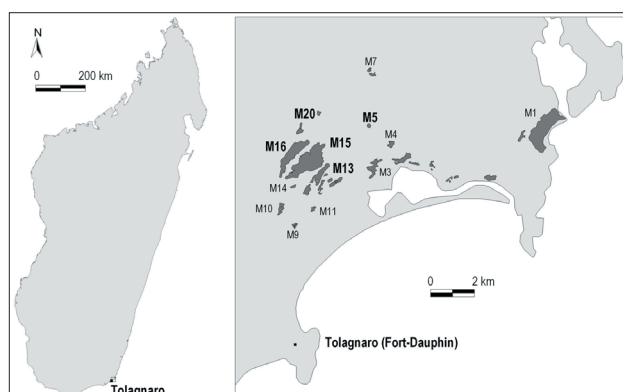 N
0 200 km
Tolagnaro
M7
M20
M5
M1
M4
M16
M15
M13
M3
M14
M10
M11
M9
0 2 km
Tolagnaro (Fort-Dauphin)